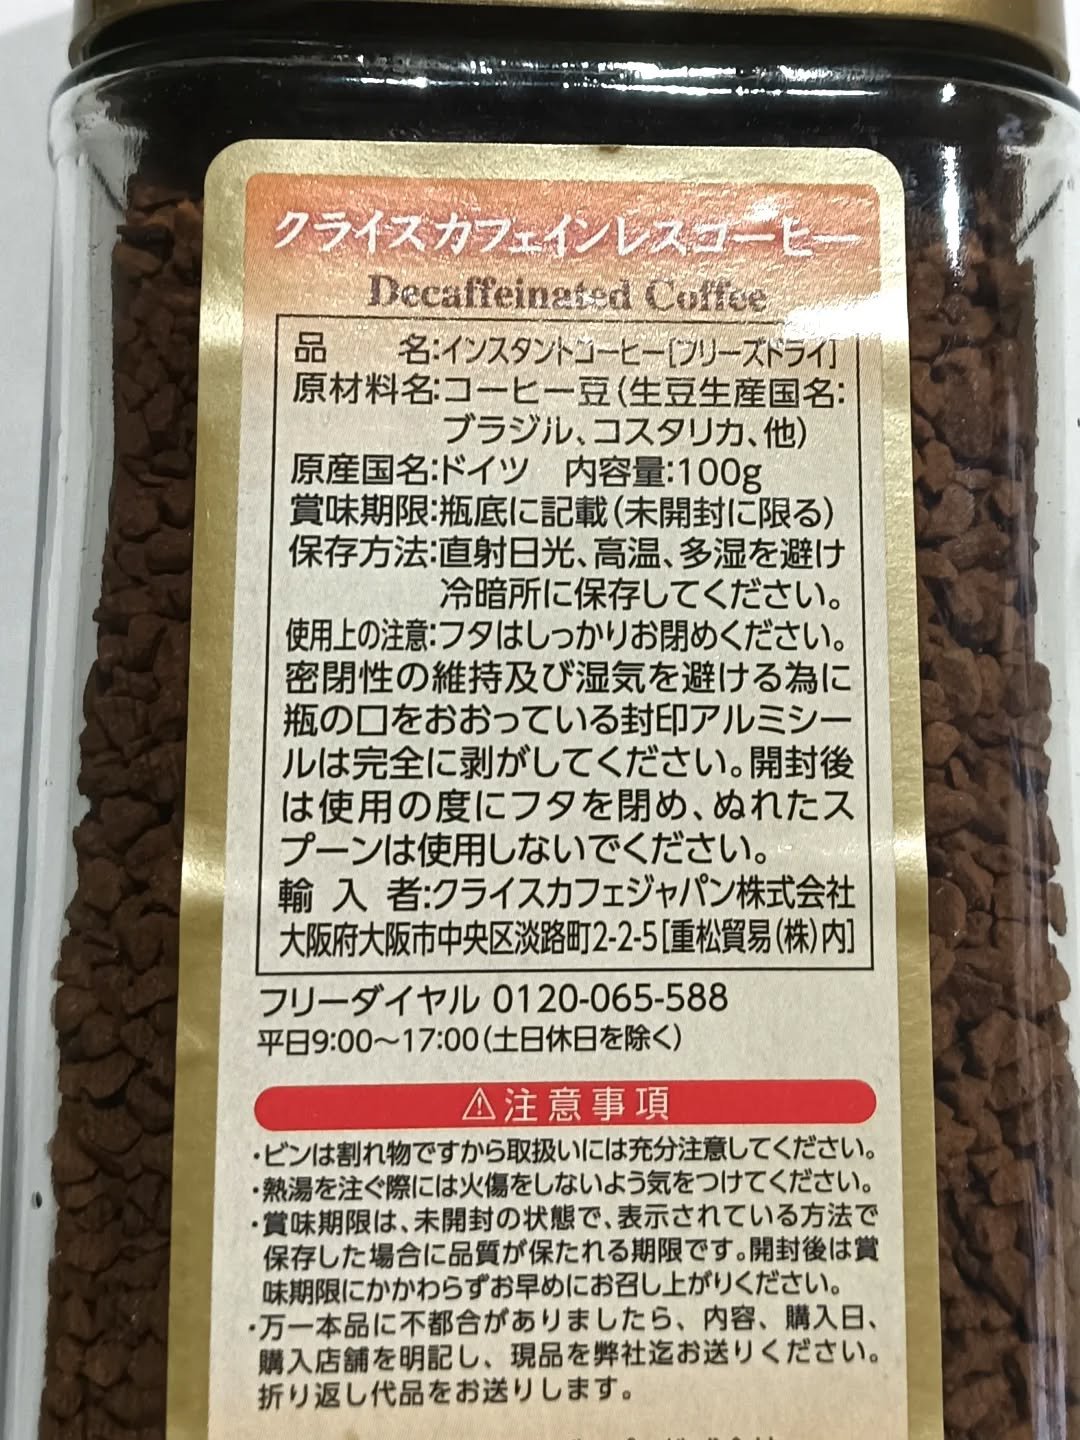 クライスカフェインレスコーヒー
Decaffeinated Coffee
品　名:インスタントコーヒー[フリーズドライ]
原材料名:コーヒー豆(生豆生産国名:
ブラジル、コスタリカ、他)
原産国名:ドイツ　内容量:100g
賞味期限:瓶底に記載(未開封に限る)
保存方法:直射日光、高温、多湿を避け
冷暗所に保存してください。
使用上の注意:フタはしっかりお閉めください。
密閉性の維持及び湿気を避ける為に
瓶の口をおおっている封印アルミシー
ルは完全に剥がしてください。開封後
は使用の度にフタを閉め、ぬれたス
プーンは使用しないでください。
輸入者:クライスカフェジャパン株式会社
大阪府大阪市中央区淡路町2-2-5[重松貿易(株)内]
フリーダイヤル 0120-065-588
平日9:00〜17:00(土日休日を除く)
⚠注意事項
・ビンは割れ物ですから取扱いには充分注意してください。
・熱湯を注ぐ際には火傷をしないよう気をつけてください。
・賞味期限は、未開封の状態で、表示されている方法で
保存した場合に品質が保たれる期限です。開封後は賞
味期限にかかわらずお早めにお召し上がりください。
・万一本品に不都合がありましたら、内容、購入日、
購入店舗を明記し、現品を弊社迄お送りください。
折り返し代品をお送りします。